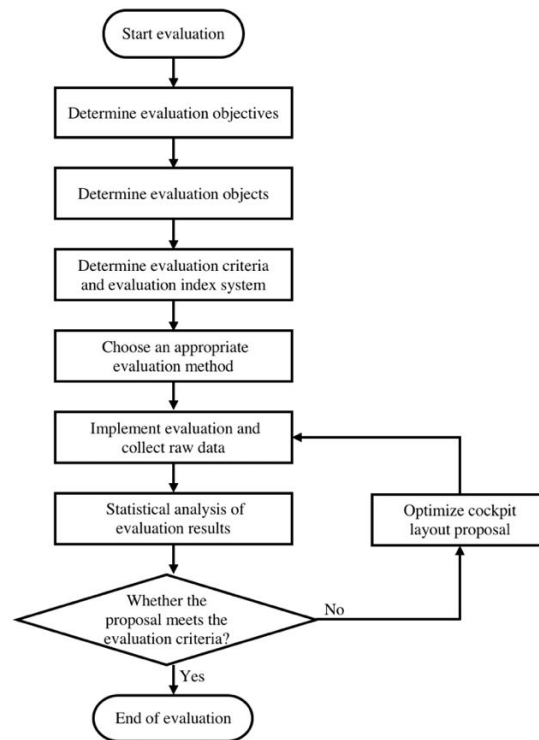 Start evaluation
Determine evaluation objectives
Determine evaluation objects
Determine evaluation criteria
and evaluation index system
Choose an appropriate
evaluation method
Implement evaluation and
collect raw data
Statistical analysis of
evaluation results
Optimize cockpit
layout proposal
Whether the
proposal meets the
evaluation criteria?
No
Yes
End of evaluation